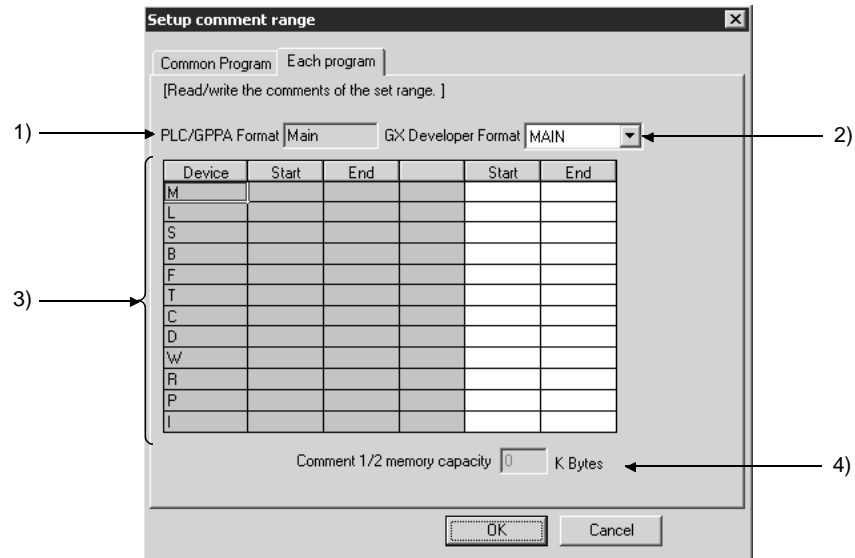 Setup comment range
Common Program Each program
[Read/write the comments of the set range. ]
1) PLC/GPPA Format Main GX Developer Format MAIN 2)
Device Start End Start End
M
L
S
B
F
T
3)
C
D
W
R
P
I
Comment 1/2 memory capacity 0 K Bytes 4)
OK Cancel